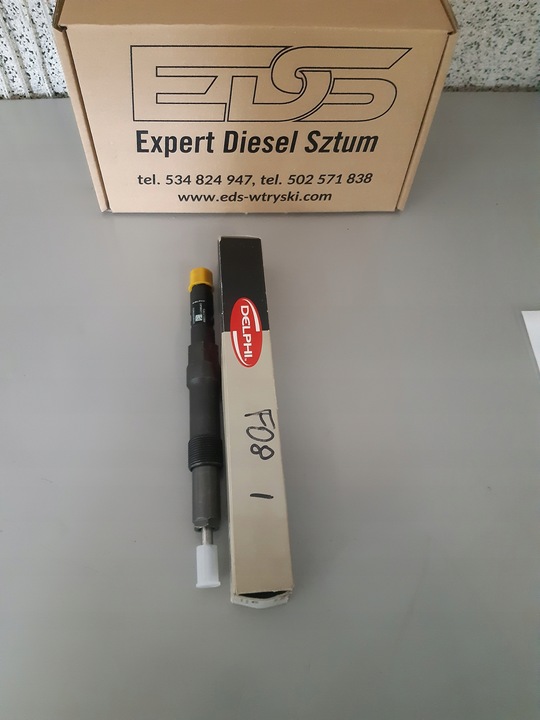 EDS
Expert Diesel Sztum
tel. 534 824 947, tel. 502 571 838
www.eds-wtryski.com
DELPHI
F08 1